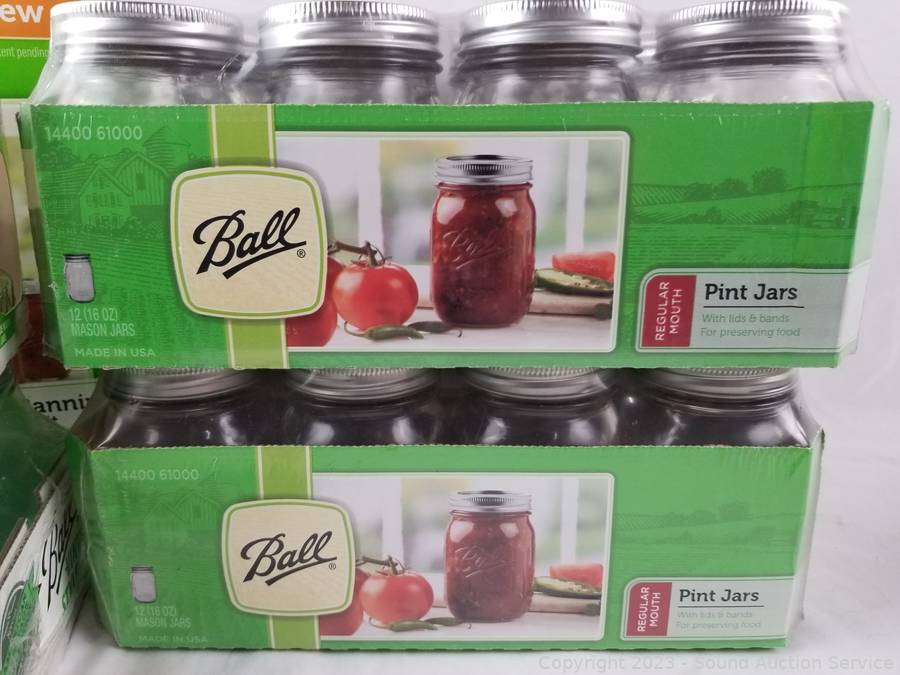 ew
tent pending
14400 61000
Ball®
12 (16 OZ)
MASON JARS
MADE IN USA
REGULAR
MOUTH
Pint Jars
With lids & bands
For preserving food
14400 61000
Ball®
12 (16 OZ)
MASON JARS
MADE IN USA
REGULAR
MOUTH
Pint Jars
With lids & bands
For preserving food
Copyright 2023 - Sound Auction Service